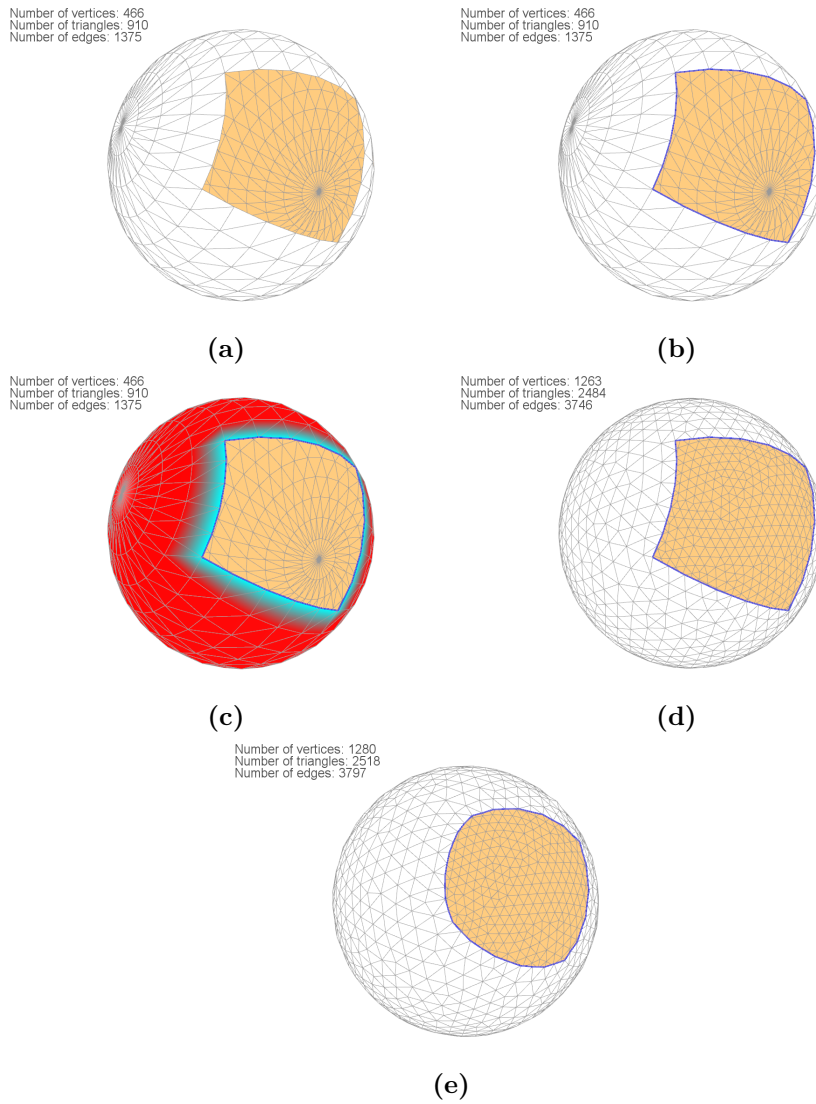 Number of vertices: 466
Number of triangles: 910
Number of edges: 1375
(a)
Number of vertices: 466
Number of triangles: 910
Number of edges: 1375
(b)
Number of vertices: 466
Number of triangles: 910
Number of edges: 1375
(c)
Number of vertices: 1263
Number of triangles: 2484
Number of edges: 3746
(d)
Number of vertices: 1280
Number of triangles: 2518
Number of edges: 3797
(e)